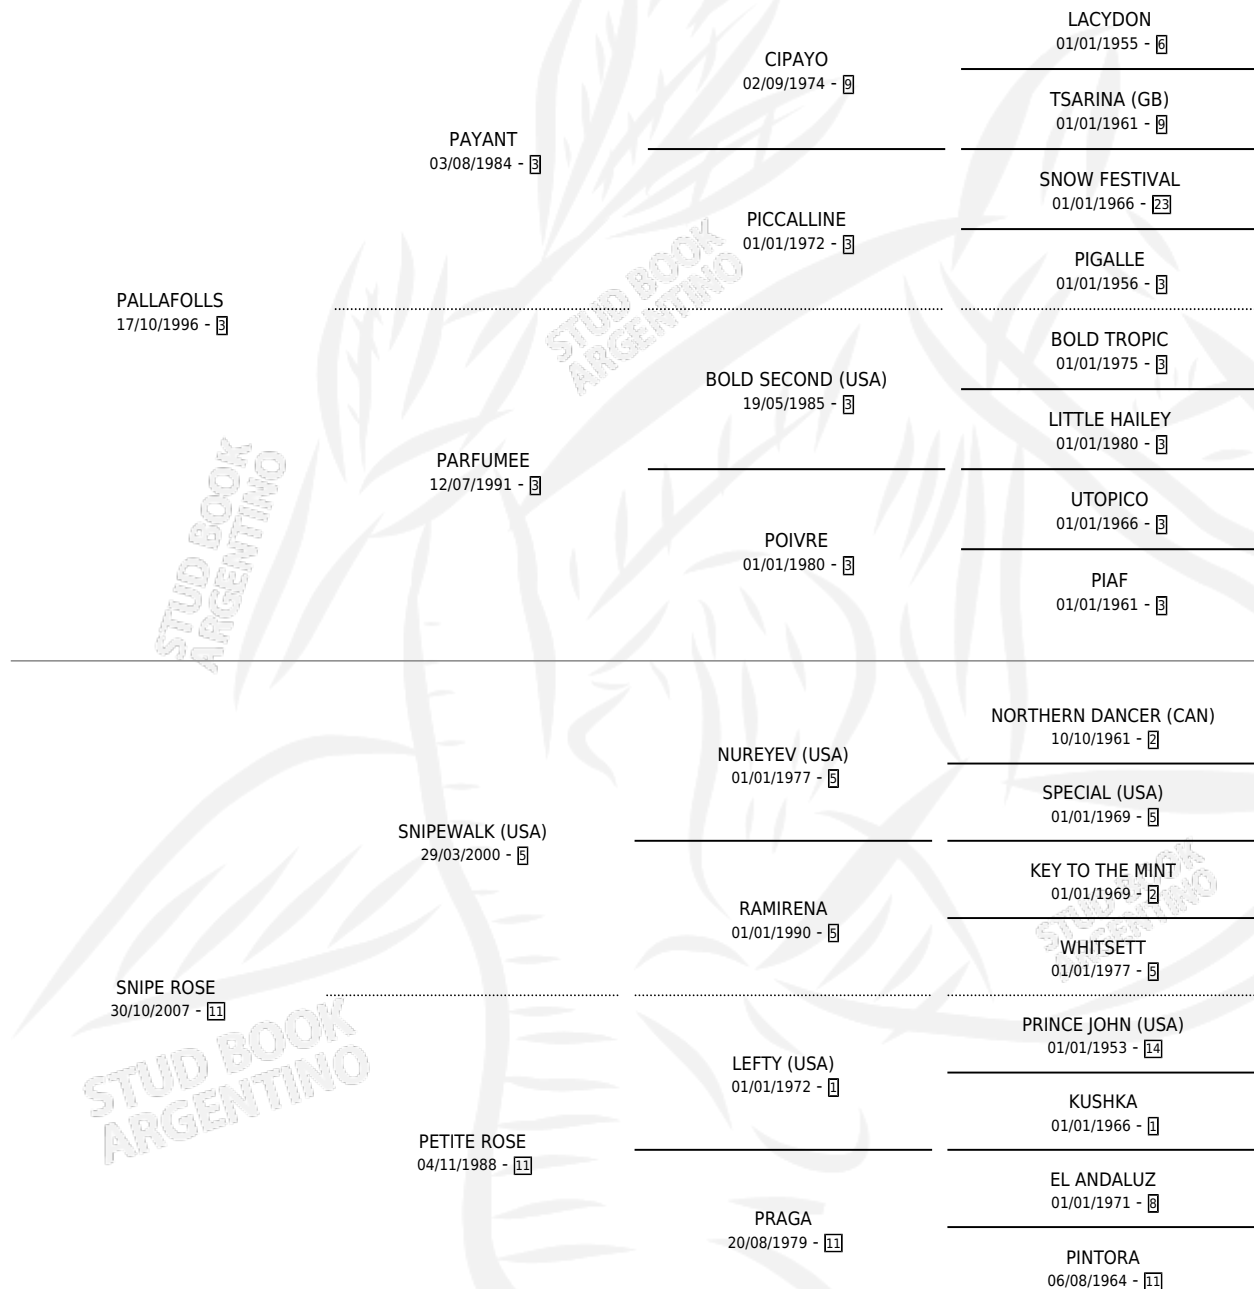 LACYDON
01/01/1955 - 6
CIPAYO
02/09/1974 - 9
TSARINA (GB)
01/01/1961 - 9
PAYANT
03/08/1984 - 3
SNOW FESTIVAL
01/01/1966 - 23
PICCALLINE
01/01/1972 - 3
PIGALLE
01/01/1956 - 3
PALLAFOLLS
17/10/1996 - 3
STUD BOOK
ARGENTINO
BOLD TROPIC
01/01/1975 - 3
BOLD SECOND (USA)
19/05/1985 - 3
LITTLE HAILEY
01/01/1980 - 3
PARFUMEE
12/07/1991 - 3
UTOPICO
01/01/1966 - 3
POIVRE
01/01/1980 - 3
PIAF
01/01/1961 - 3
STUD BOOK
ARGENTINO
NORTHERN DANCER (CAN)
10/10/1961 - 2
NUREYEV (USA)
01/01/1977 - 5
SPECIAL (USA)
01/01/1969 - 5
SNIPEWALK (USA)
29/03/2000 - 5
KEY TO THE MINT
01/01/1969 - 2
RAMIRENA
01/01/1990 - 5
STUD BOOK
ARGENTINO
WHITSETT
01/01/1977 - 5
SNIPE ROSE
30/10/2007 - 11
PRINCE JOHN (USA)
01/01/1953 - 14
LEFTY (USA)
01/01/1972 - 1
KUSHKA
01/01/1966 - 1
STUD BOOK
ARGENTINO
PETITE ROSE
04/11/1988 - 11
EL ANDALUZ
01/01/1971 - 8
PRAGA
20/08/1979 - 11
PINTORA
06/08/1964 - 11